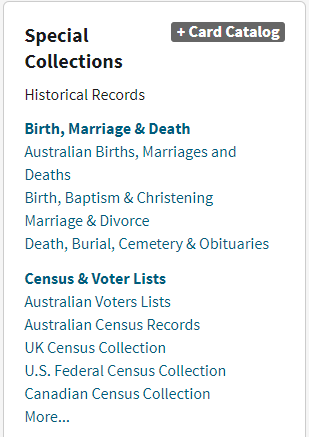 Special
+ Card Catalog
Collections
Historical Records
Birth, Marriage & Death
Australian Births, Marriages and
Deaths
Birth, Baptism & Christening
Marriage & Divorce
Death, Burial, Cemetery & Obituaries
Census & Voter Lists
Australian Voters Lists
Australian Census Records
UK Census Collection
U.S. Federal Census Collection
Canadian Census Collection
More...